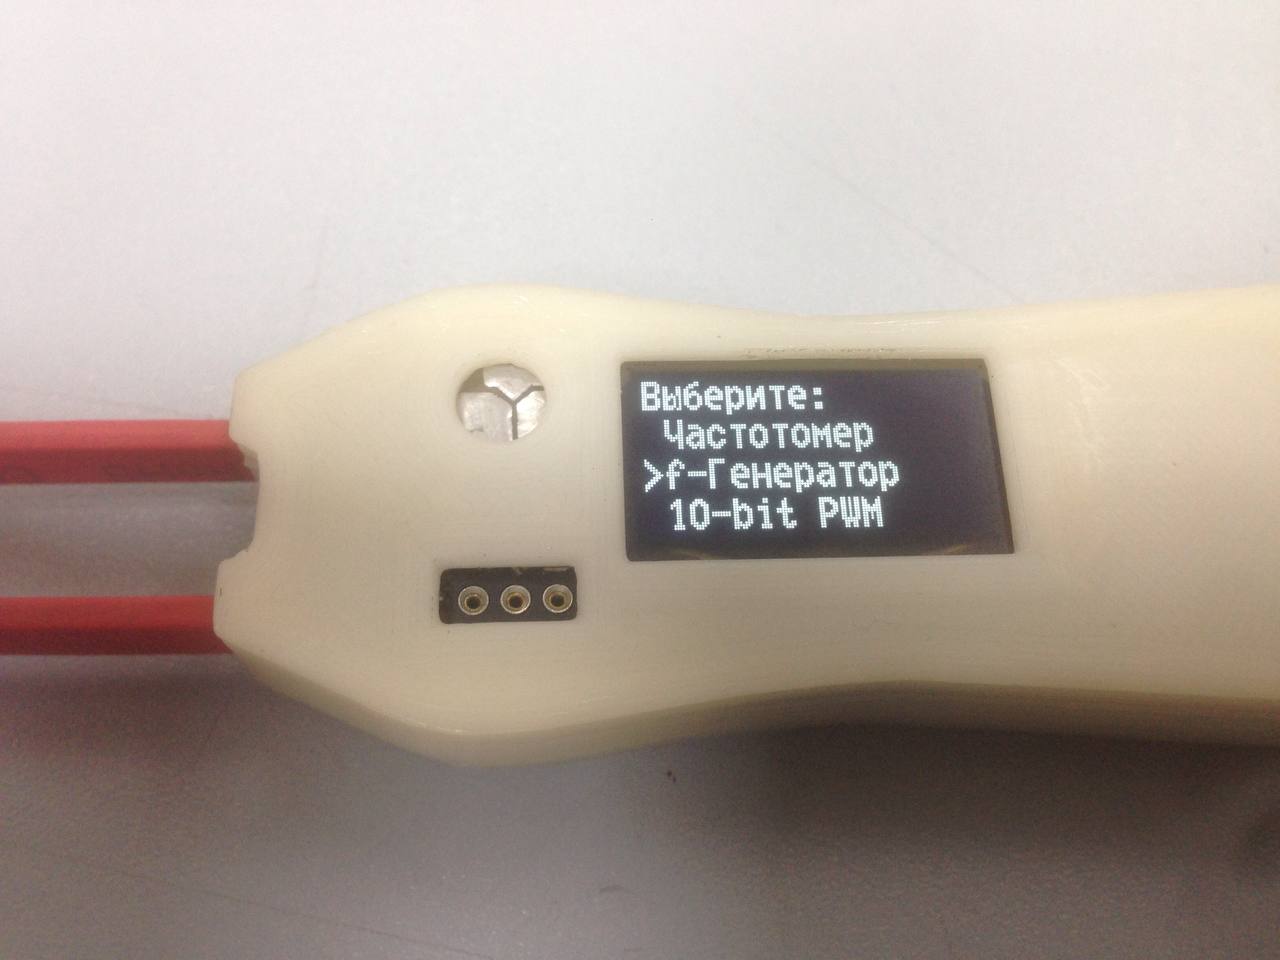 Выберите:
Частотомер
>f-Генератор
10-bit PWM